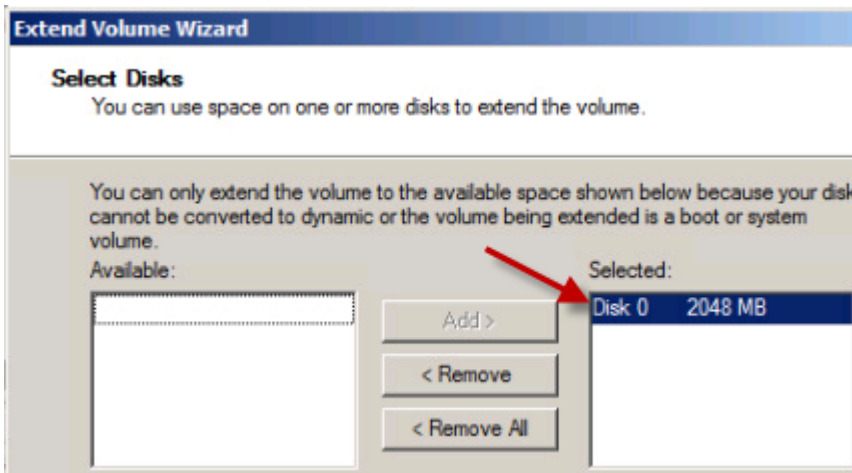 Extend Volume Wizard
Select Disks
You can use space on one or more disks to extend the volume.
You can only extend the volume to the available space shown below because your disk
cannot be converted to dynamic or the volume being extended is a boot or system
volume.
Available:
Selected:
Disk 0 2048 MB
Add >
< Remove
< Remove All